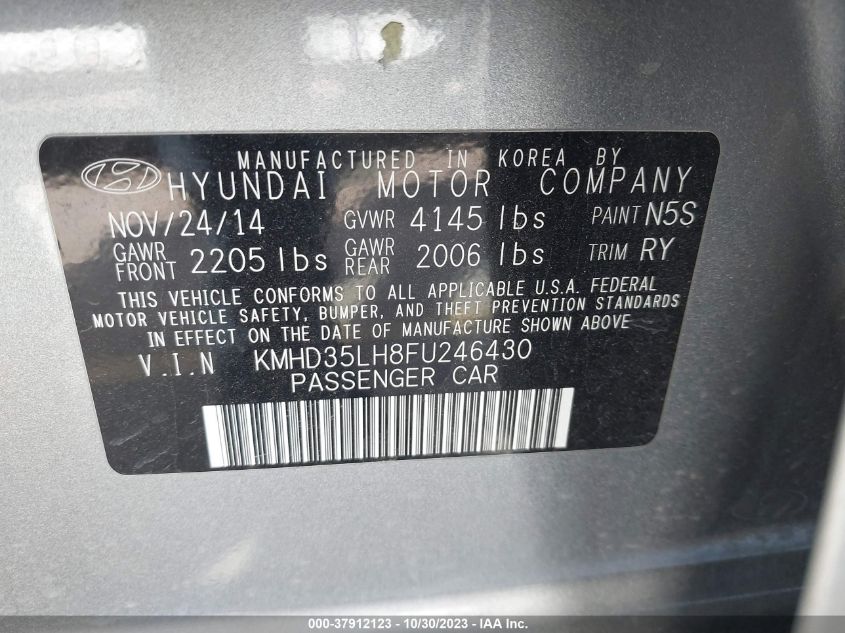 MANUFACTURED IN KOREA BY
HYUNDAI MOTOR COMPANY
NOV/24/14 GVWR 4145 lbs PAINT N5S
GAWR FRONT 2205 lbs GAWR REAR 2006 lbs TRIM RY
THIS VEHICLE CONFORMS TO ALL APPLICABLE U.S.A. FEDERAL
MOTOR VEHICLE SAFETY, BUMPER, AND THEFT PREVENTION STANDARDS
IN EFFECT ON THE DATE OF MANUFACTURE SHOWN ABOVE
V.I.N KMHD35LH8FU246430
PASSENGER CAR
000-37912123 - 10/30/2023 - IAA Inc.